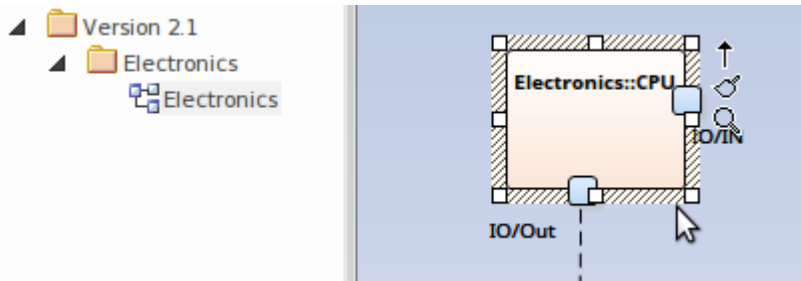 Version 2.1
Electronics
Electronics
Electronics::CPU
IO/IN
IO/Out